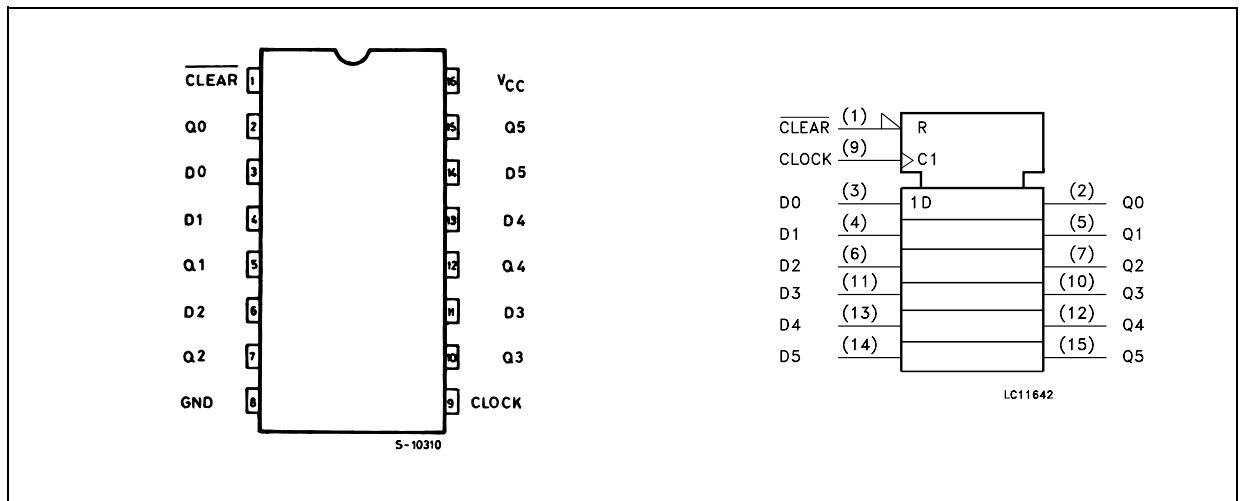 CLEAR 1 16 VCC
Q0 2 15 Q5
D0 3 14 D5
D1 4 13 D4
Q1 5 12 Q4
D2 6 11 D3
Q2 7 10 Q3
GND 8 9 CLOCK
S-10310
CLEAR (1) R
CLOCK (9) C1
D0 (3) 1D (2) Q0
D1 (4) (5) Q1
D2 (6) (7) Q2
D3 (11) (10) Q3
D4 (13) (12) Q4
D5 (14) (15) Q5
LC11642